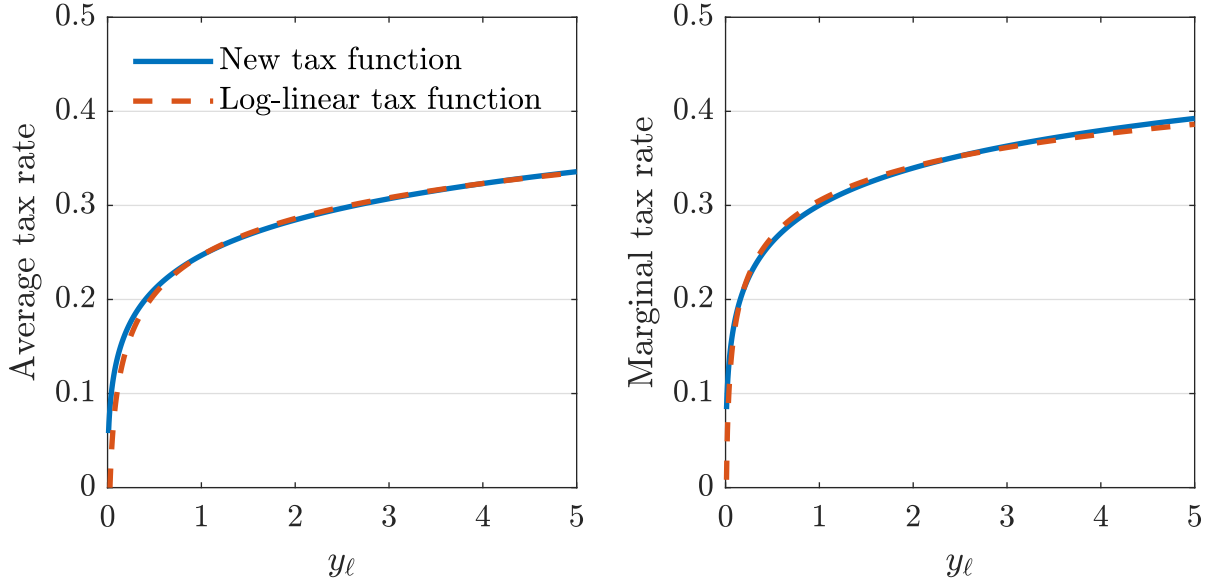 Average tax rate
0.5
0.4
0.3
0.2
0.1
0
New tax function
Log-linear tax function
0 1 2 3 4 5
yℓ
Marginal tax rate
0.5
0.4
0.3
0.2
0.1
0
0 1 2 3 4 5
yℓ